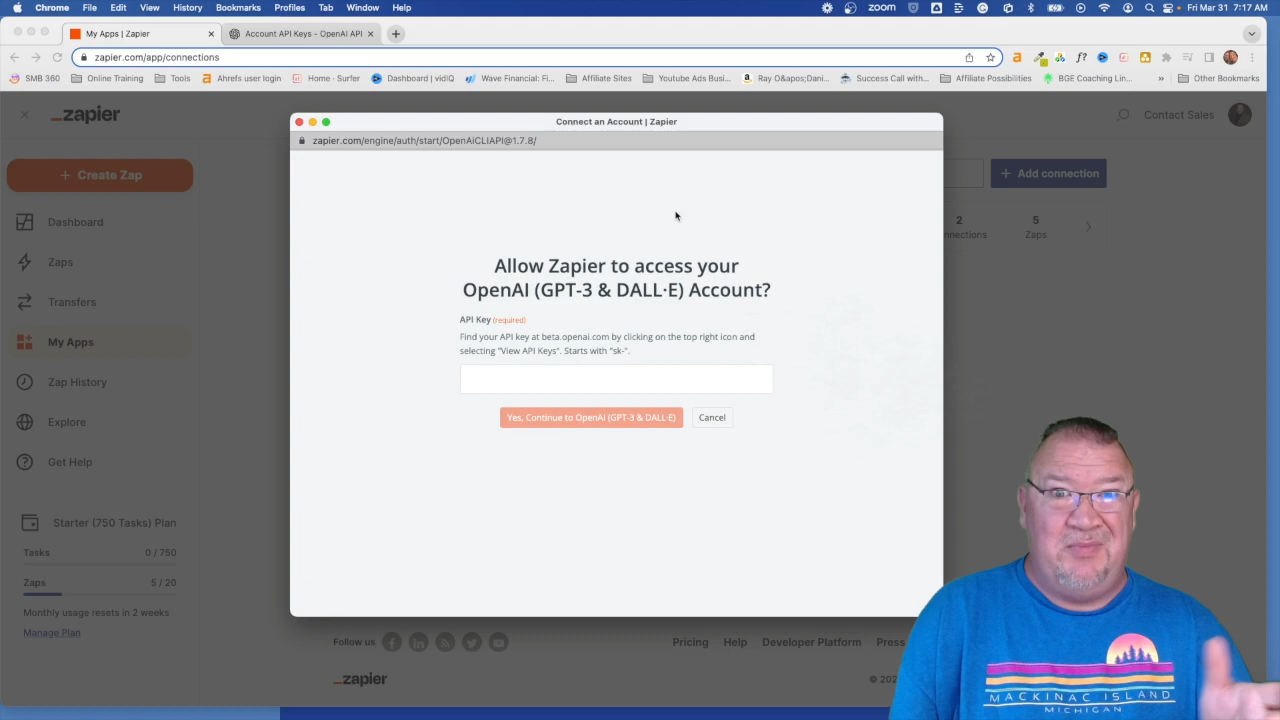 Chrome File Edit View History Bookmarks Profiles Tab Window Help
zoom
Fri Mar 31 7:17 AM
My Apps | Zapier
Account API Keys - OpenAI API
zapier.com/app/connections
SMB 360 Online Training Tools Ahrefs user login Home · Surfer Dashboard | vidIQ Wave Financial: Fi... Affiliate Sites Youtube Ads Busi... Ray O&apos;Dani... Success Call with... Affiliate Possibilities BGE Coaching Lin... » Other Bookmarks
_zapier
Contact Sales
Connect an Account | Zapier
zapier.com/engine/auth/start/OpenAiCLIAPI@1.7.8/
+ Create Zap
+ Add connection
Dashboard
Zaps
Transfers
My Apps
Zap History
Explore
Get Help
2
nnections
5
Zaps
Allow Zapier to access your
OpenAI (GPT-3 & DALL·E) Account?
API Key (required)
Find your API key at beta.openai.com by clicking on the top right icon and
selecting "View API Keys". Starts with "sk-".
Yes, Continue to OpenAI (GPT-3 & DALL·E)
Cancel
Starter (750 Tasks) Plan
Tasks 0 / 750
Zaps 5 / 20
Monthly usage resets in 2 weeks
Manage Plan
Follow us
Pricing Help Developer Platform Press
_zapier
© 202
MACKINAC ISLAND
MICHIGAN